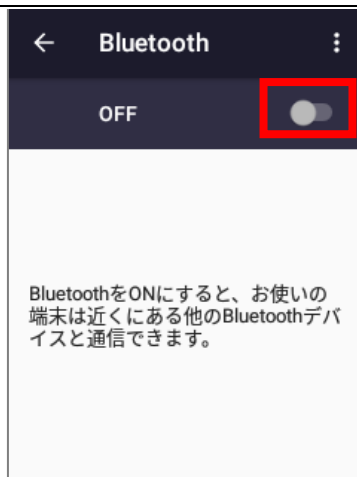 Bluetooth
OFF
BluetoothをONにすると、お使いの
端末は近くにある他のBluetoothデバ
イスと通信できます。